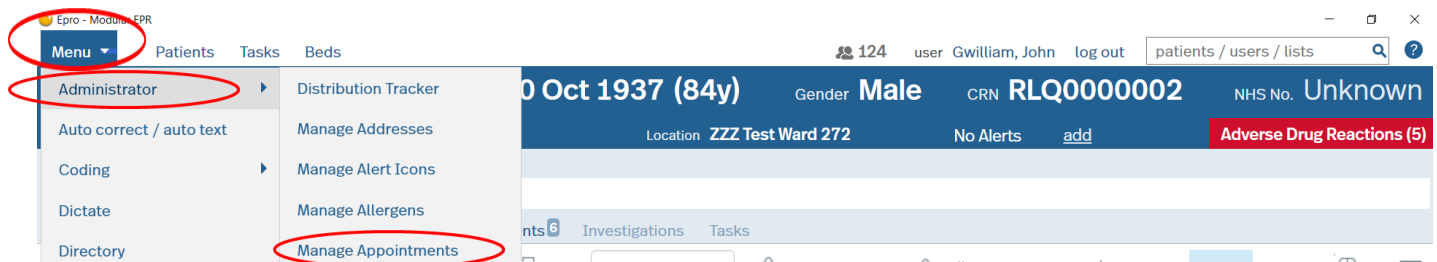 Epro - Modular EPR
Menu Patients Tasks Beds 124 user Gwilliam, John log out patients / users / lists ?
Administrator Distribution Tracker 0 Oct 1937 (84y) Gender Male CRN RLQ0000002 NHS No. Unknown
Auto correct / auto text Manage Addresses Location ZZZ Test Ward 272 No Alerts add Adverse Drug Reactions (5)
Coding Manage Alert Icons
Dictate Manage Allergens
nts 6 Investigations Tasks
Directory Manage Appointments